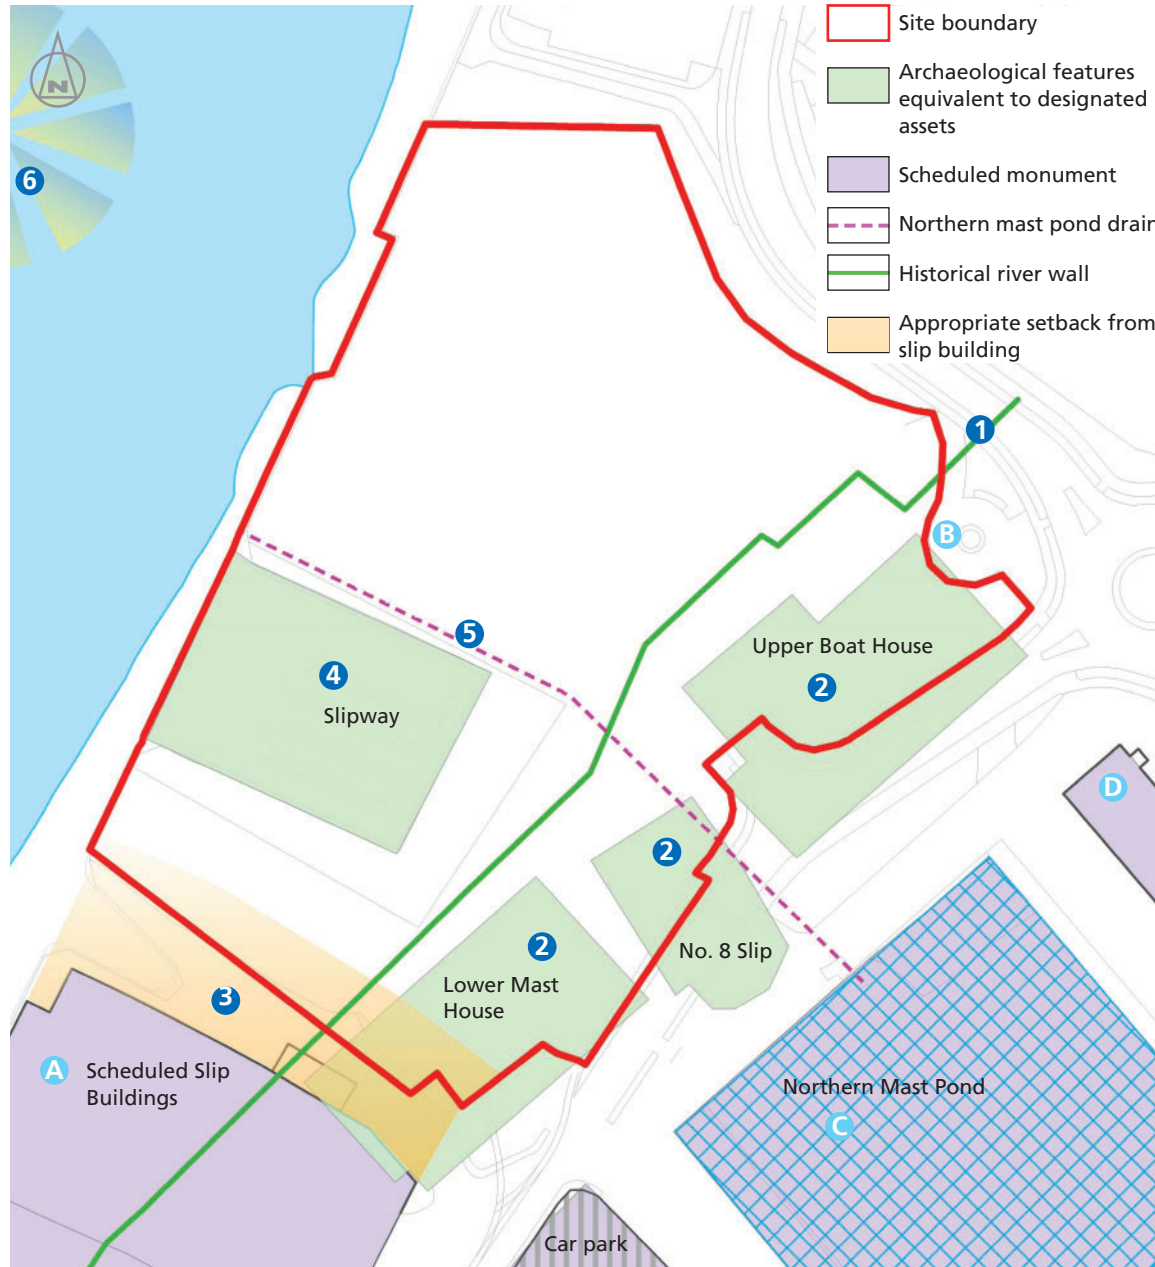 Site boundary
Archaeological features
equivalent to designated
assets
Scheduled monument
Northern mast pond drain
Historical river wall
Appropriate setback from
slip building
N
6
1
B
5
Upper Boat House
2
4
Slipway
D
2
No. 8 Slip
2
Lower Mast
House
3
A
Scheduled Slip
Buildings
Northern Mast Pond
C
Car park